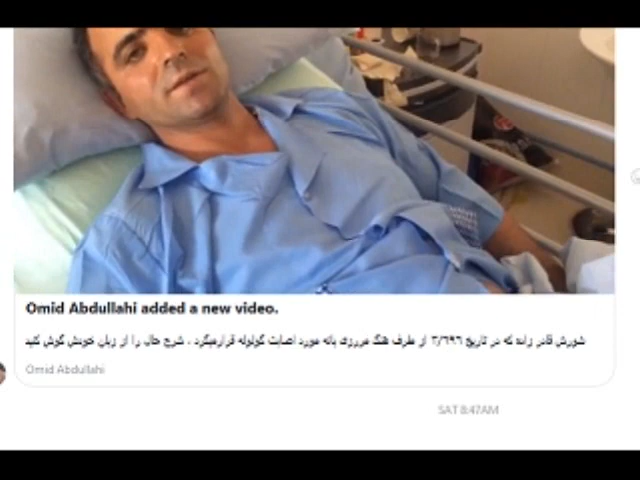 Omid Abdullahi added a new video.
شورش قادر زاده که در تاریخ از طرف هنگ مرزی بانه مورد اصابت گولوله قرارمیگرد ، شرح حال را از زبان خودش گوش کنید
Omid Abdullahi
SAT 8:47AM